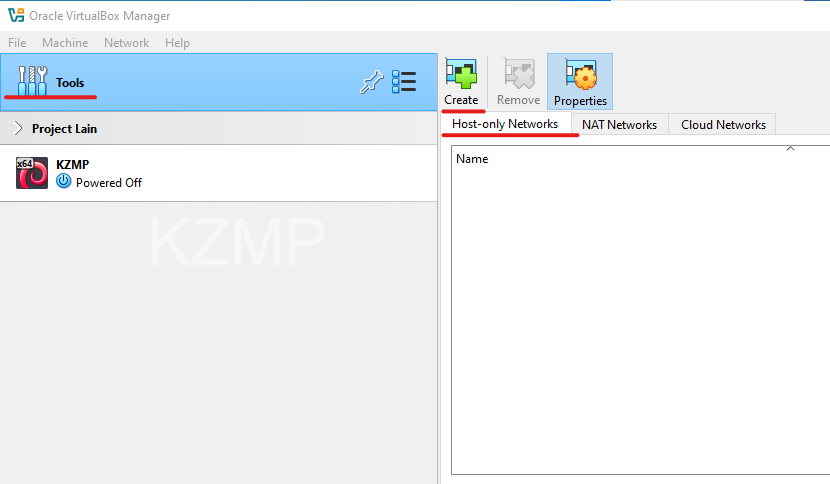 Oracle VirtualBox Manager
File Machine Network Help
Tools
Create Remove Properties
Host-only Networks NAT Networks Cloud Networks
Project Lain
x64
KZMP
Powered Off
Name
KZMP